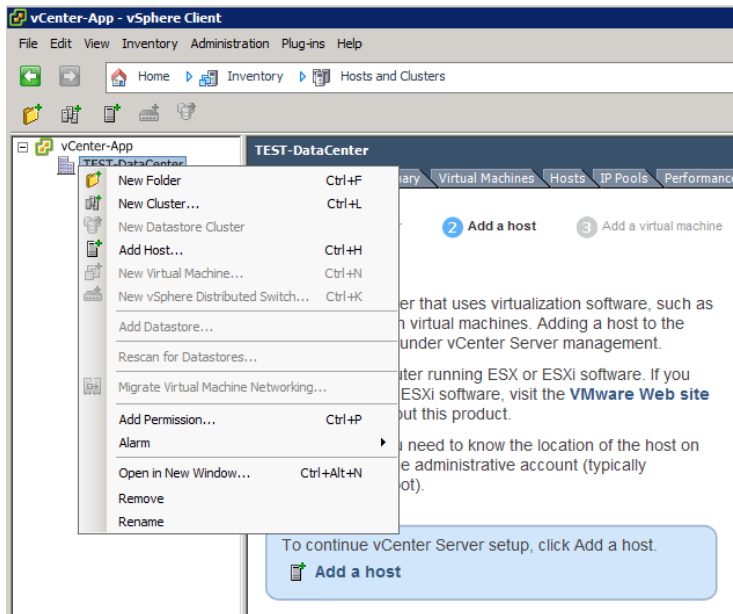 vCenter-App - vSphere Client
File Edit View Inventory Administration Plug-ins Help
Home Inventory Hosts and Clusters
vCenter-App
TEST-DataCenter
TEST-DataCenter
Virtual Machines Hosts IP Pools Performance
2 Add a host 3 Add a virtual machine
New Folder Ctrl+F
New Cluster... Ctrl+L
New Datastore Cluster
Add Host... Ctrl+H
New Virtual Machine... Ctrl+N
New vSphere Distributed Switch... Ctrl+K
Add Datastore...
Rescan for Datastores...
Migrate Virtual Machine Networking...
Add Permission... Ctrl+P
Alarm
Open in New Window... Ctrl+Alt+N
Remove
Rename
er that uses virtualization software, such as
virtual machines. Adding a host to the
under vCenter Server management.
uter running ESX or ESXi software. If you
ESXi software, visit the VMware Web site
out this product.
need to know the location of the host on
e administrative account (typically
ot).
To continue vCenter Server setup, click Add a host.
Add a host